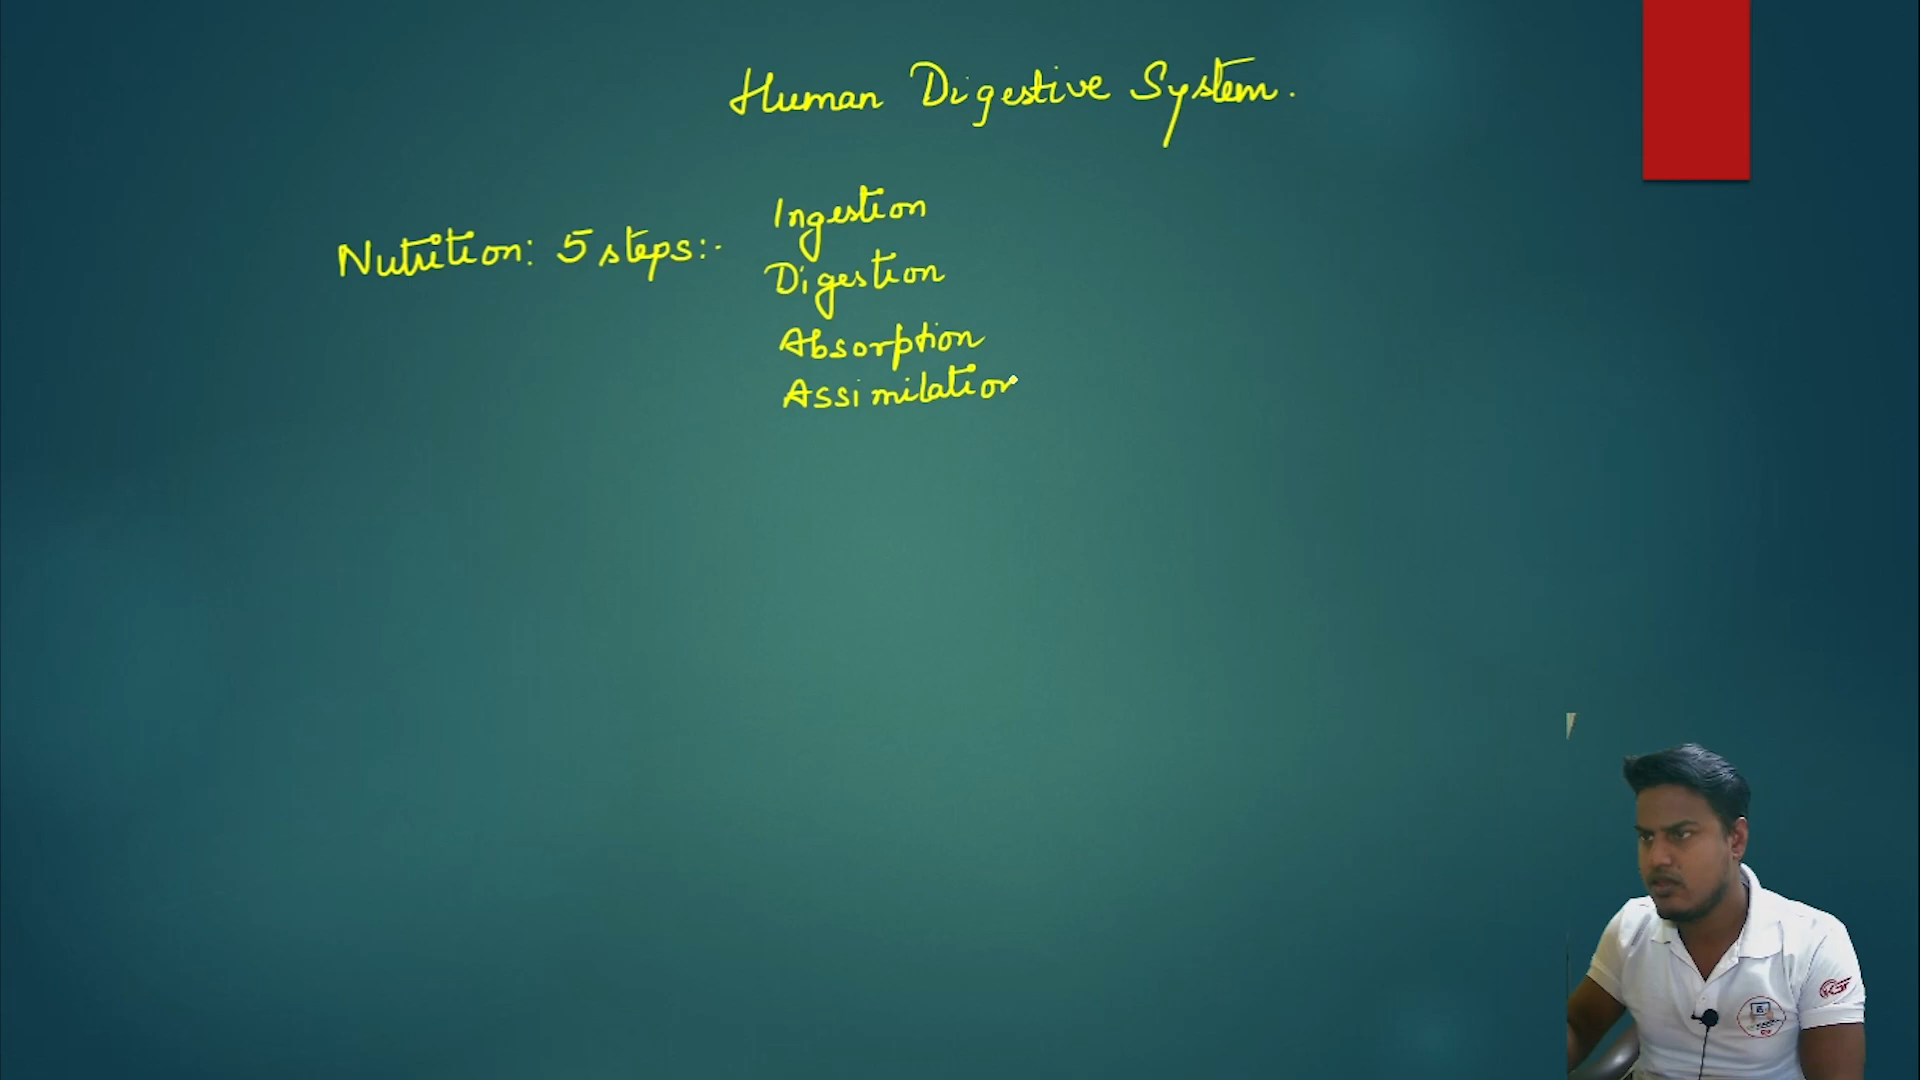 Human Digestive System.
Nutrition: 5 steps:-
Ingestion
Digestion
Absorption
Assimilation